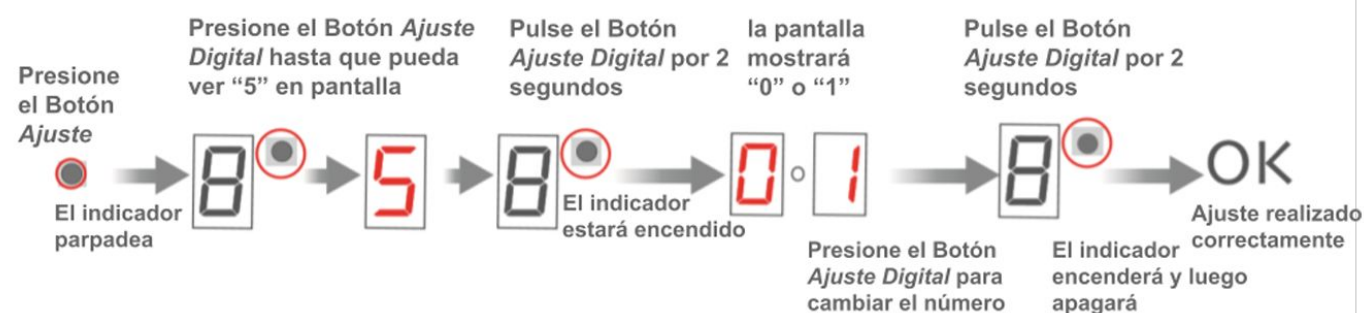 Presione
el Botón
Ajuste
El indicador
parpadea
Presione el Botón Ajuste
Digital hasta que pueda
ver “5” en pantalla
8
5
Pulse el Botón
Ajuste Digital por 2
segundos
8
El indicador
estará encendido
la pantalla
mostrará
“0” o “1”
0 o 1
Presione el Botón
Ajuste Digital para
cambiar el número
Pulse el Botón
Ajuste Digital por 2
segundos
8
El indicador
encenderá y luego
apagará
OK
Ajuste realizado
correctamente